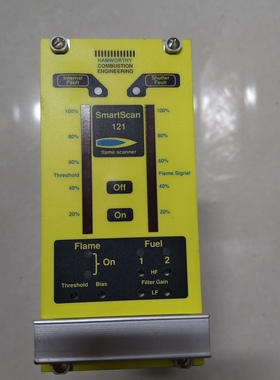 HAMWORTHY
COMBUSTION
ENGINEERING
Internal Fault
Shutter Fault
100% 100%
SmartScan
121
80% 80%
flame scanner
60% 60%
Threshold Flame Signal
40% Off 40%
20% On 20%
Flame Fuel
On 1 2
HF
Threshold Bias Filter Gain
LF